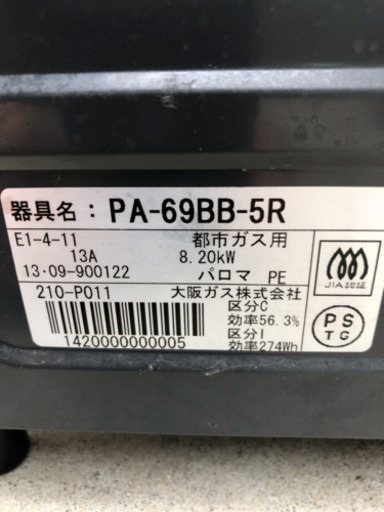 器具名: PA-69BB-5R
E1-4-11 都市ガス用
13A 8.20kW
13・09-900122 パロマ PE
210-P011 大阪ガス株式会社
区分C
効率56.3%
区分I
効率274Wh
1420000000005
JIA認証
PS
TG